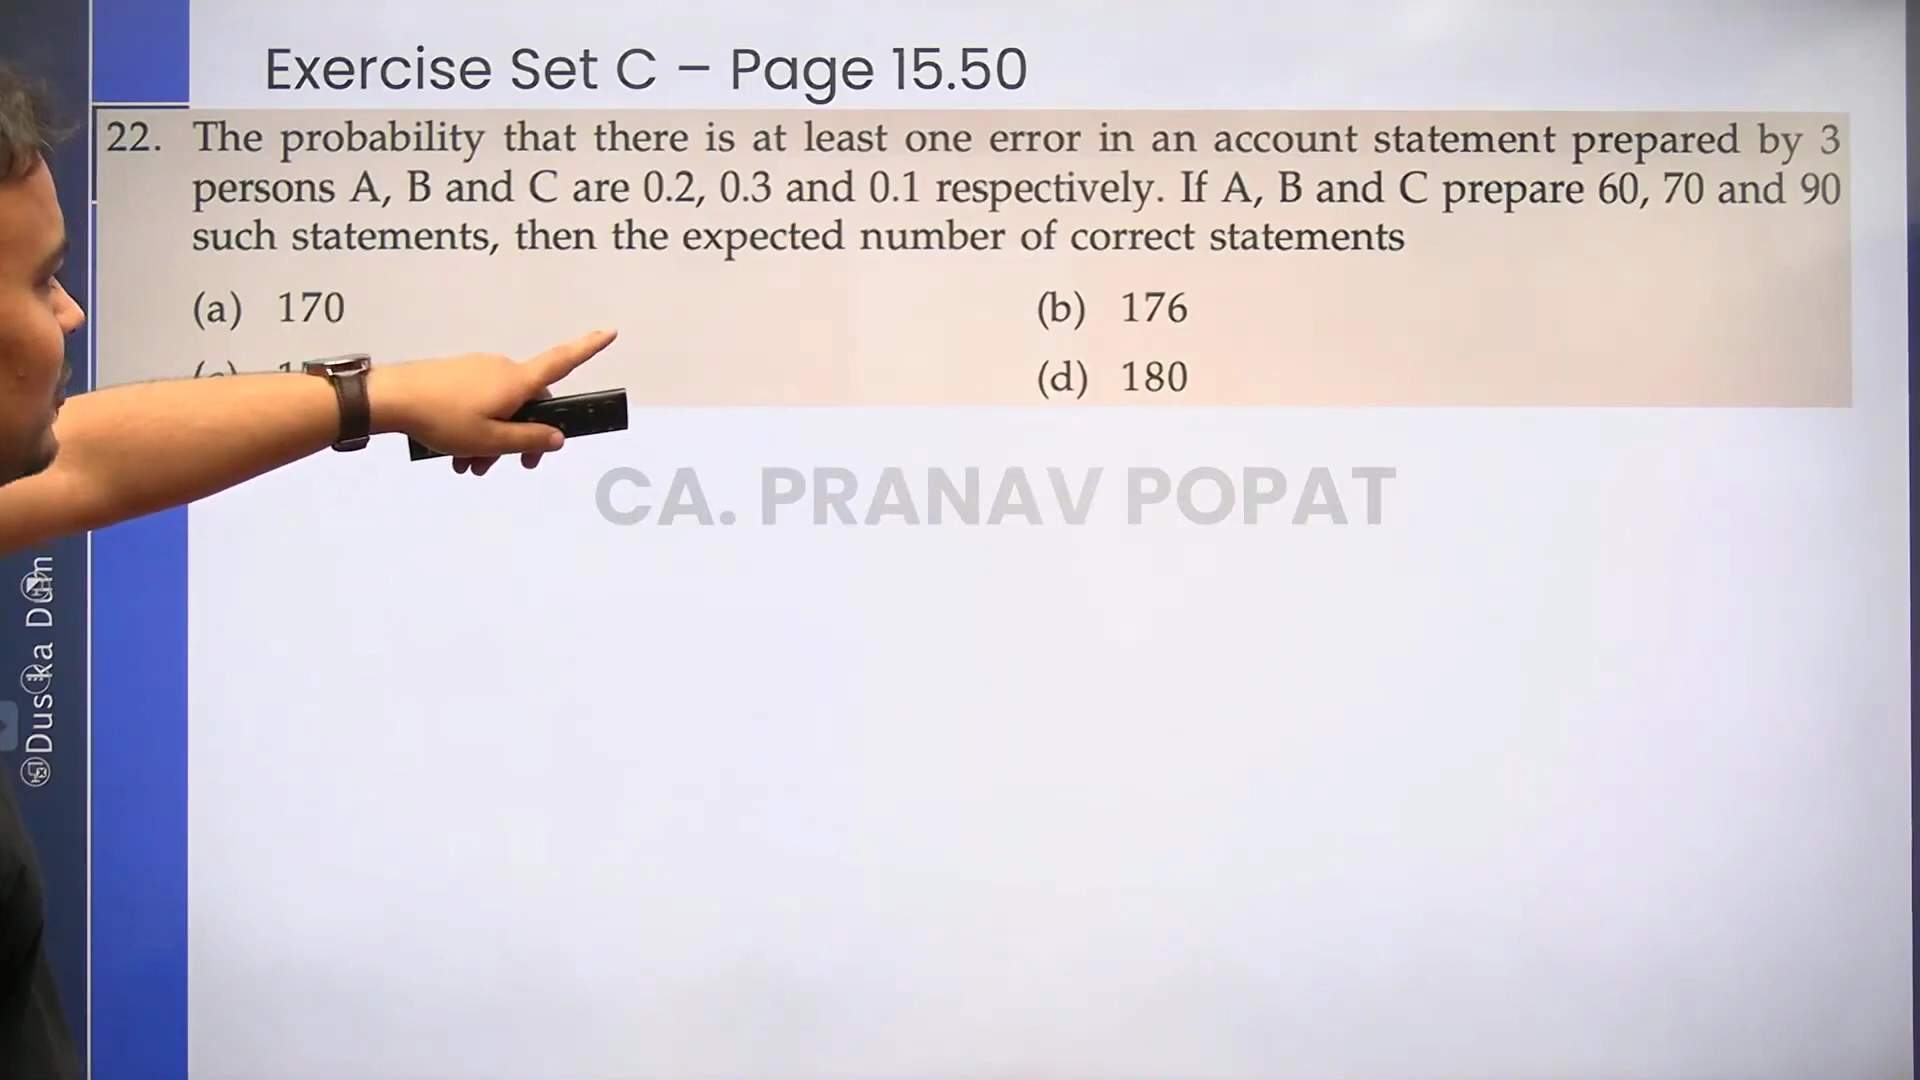 Exercise Set C – Page 15.50
22. The probability that there is at least one error in an account statement prepared by 3
persons A, B and C are 0.2, 0.3 and 0.1 respectively. If A, B and C prepare 60, 70 and 90
such statements, then the expected number of correct statements
(a) 170 (b) 176
(d) 180
CA. PRANAV POPAT